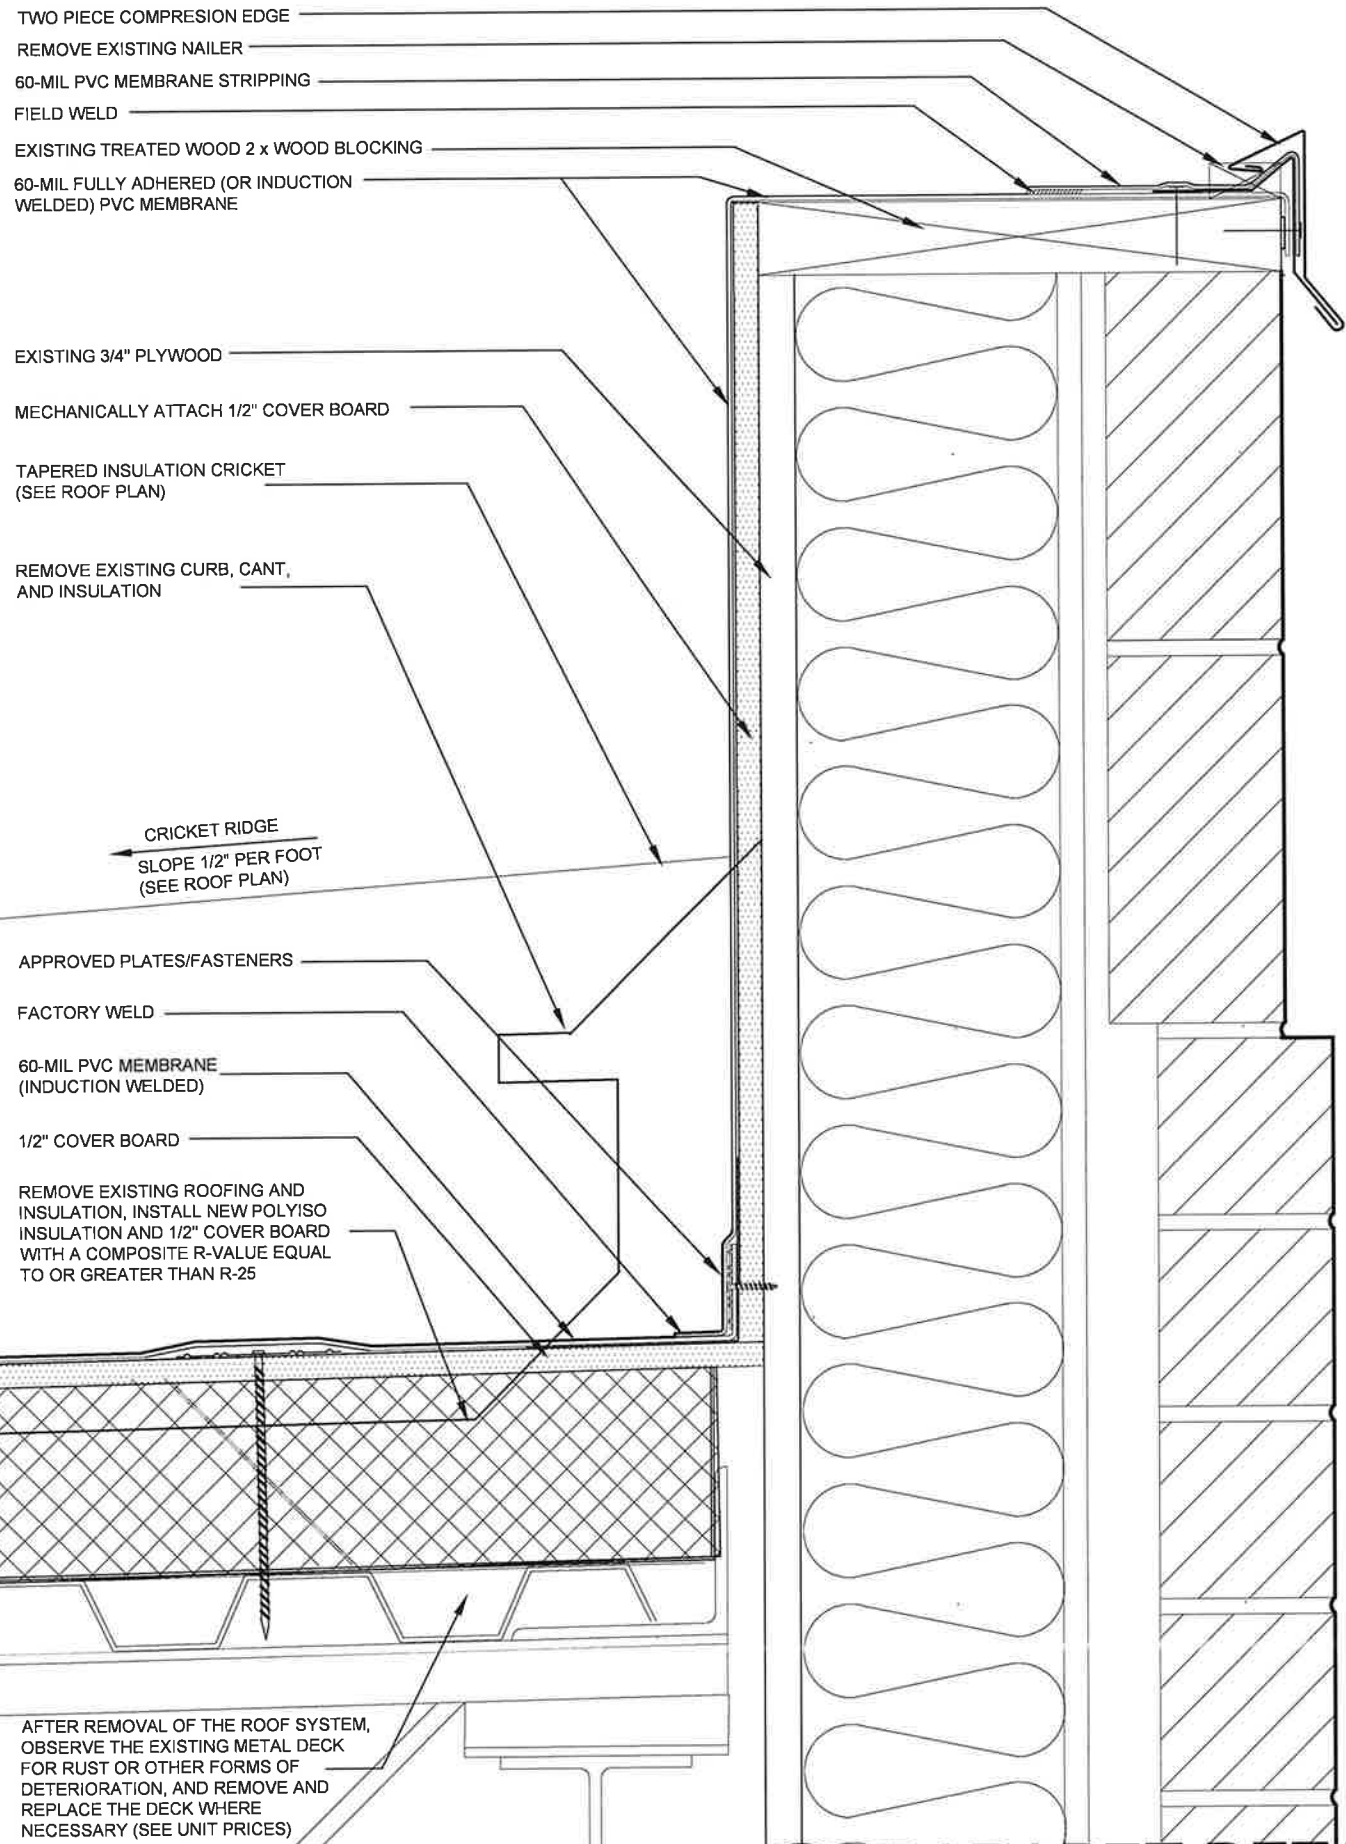 TWO PIECE COMPRESION EDGE
REMOVE EXISTING NAILER
60-MIL PVC MEMBRANE STRIPPING
FIELD WELD
EXISTING TREATED WOOD 2 x WOOD BLOCKING
60-MIL FULLY ADHERED (OR INDUCTION
WELDED) PVC MEMBRANE
EXISTING 3/4" PLYWOOD
MECHANICALLY ATTACH 1/2" COVER BOARD
TAPERED INSULATION CRICKET
(SEE ROOF PLAN)
REMOVE EXISTING CURB, CANT,
AND INSULATION
CRICKET RIDGE
SLOPE 1/2" PER FOOT
(SEE ROOF PLAN)
APPROVED PLATES/FASTENERS
FACTORY WELD
60-MIL PVC MEMBRANE
(INDUCTION WELDED)
1/2" COVER BOARD
REMOVE EXISTING ROOFING AND
INSULATION, INSTALL NEW POLYISO
INSULATION AND 1/2" COVER BOARD
WITH A COMPOSITE R-VALUE EQUAL
TO OR GREATER THAN R-25
AFTER REMOVAL OF THE ROOF SYSTEM,
OBSERVE THE EXISTING METAL DECK
FOR RUST OR OTHER FORMS OF
DETERIORATION, AND REMOVE AND
REPLACE THE DECK WHERE
NECESSARY (SEE UNIT PRICES)